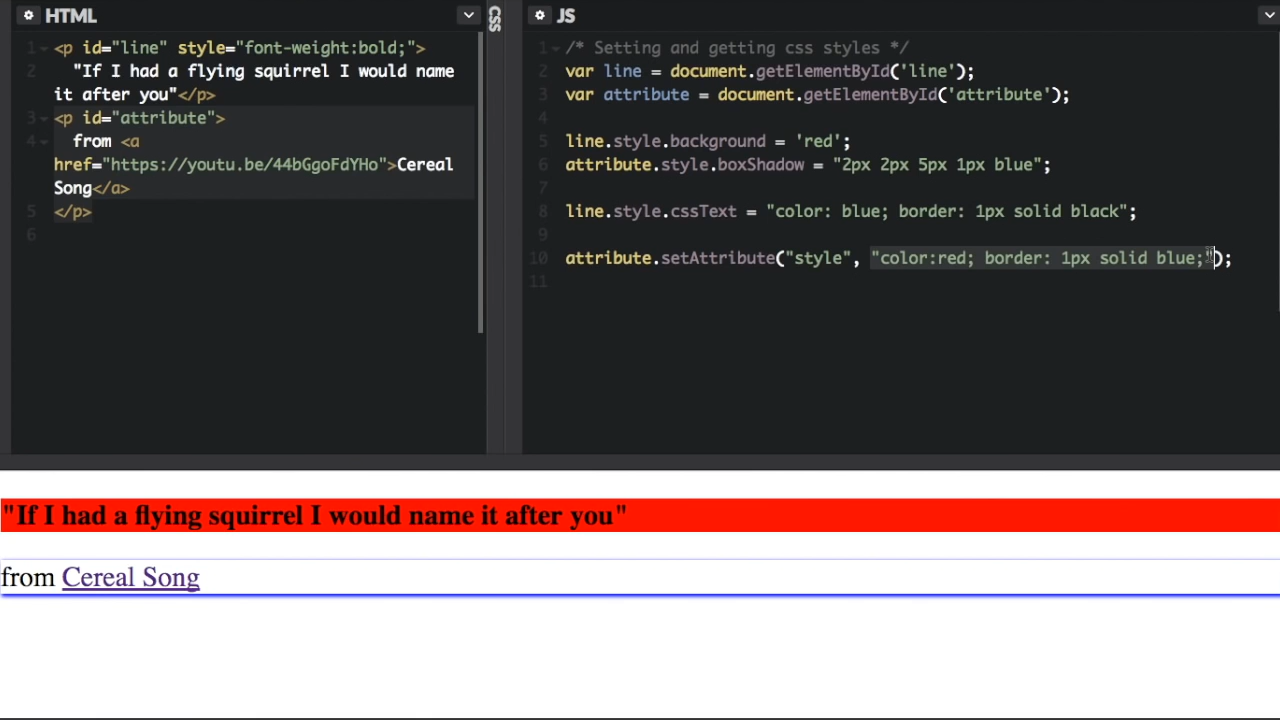 HTML
CSS
JS
1 <p id="line" style="font-weight:bold;">
2 "If I had a flying squirrel I would name
it after you"</p>
3 <p id="attribute">
4 from <a
href="https://youtu.be/44bGgoFdYHo">Cereal
Song</a>
5 </p>
6
1 /* Setting and getting css styles */
2 var line = document.getElementById('line');
3 var attribute = document.getElementById('attribute');
4
5 line.style.background = 'red';
6 attribute.style.boxShadow = "2px 2px 5px 1px blue";
7
8 line.style.cssText = "color: blue; border: 1px solid black";
9
10 attribute.setAttribute("style", "color:red; border: 1px solid blue;");
11
"If I had a flying squirrel I would name it after you"
from Cereal Song